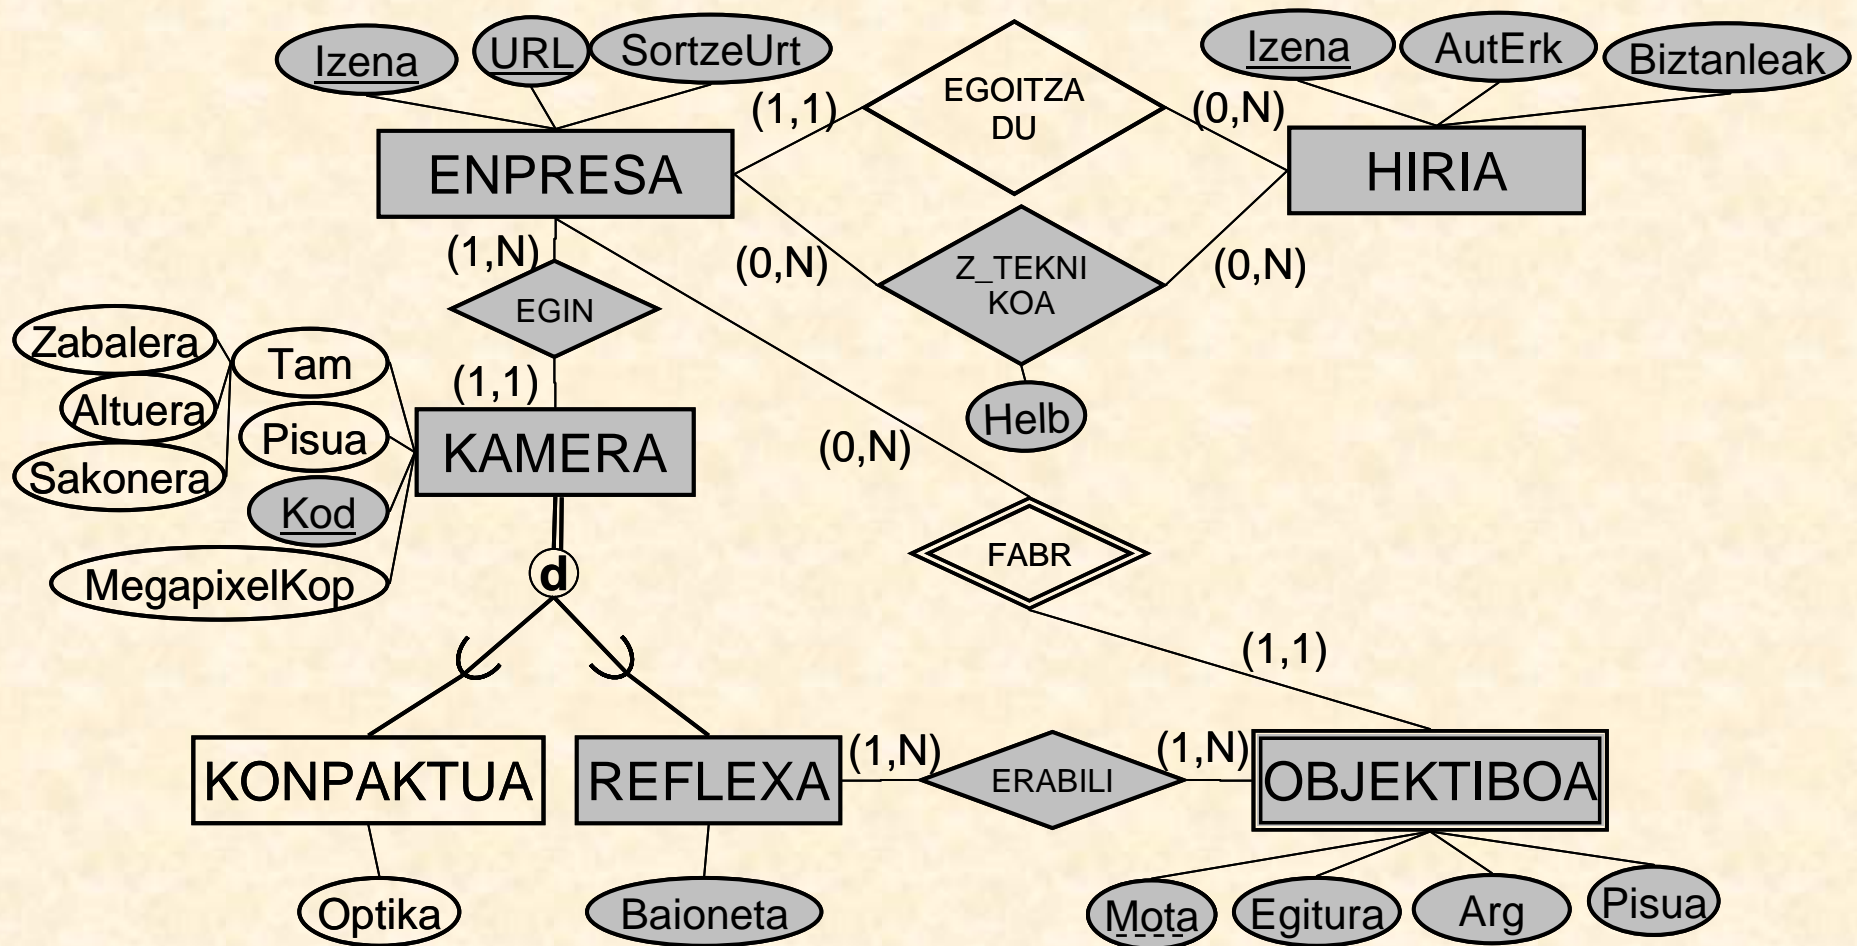 Izena
URL
SortzeUrt
Izena
AutErk
Biztanleak
(1,1)
EGOITZA
DU
(0,N)
ENPRESA
HIRIA
(1,N)
(0,N)
Z_TEKNI
KOA
(0,N)
EGIN
Zabalera
Tam
Altuera
(1,1)
Helb
Pisua
KAMERA
(0,N)
Sakonera
Kod
MegapixelKop
d
FABR
(1,1)
KONPAKTUA
REFLEXA
(1,N)
ERABILI
(1,N)
OBJEKTIBOA
Optika
Baioneta
Mota
Egitura
Arg
Pisua